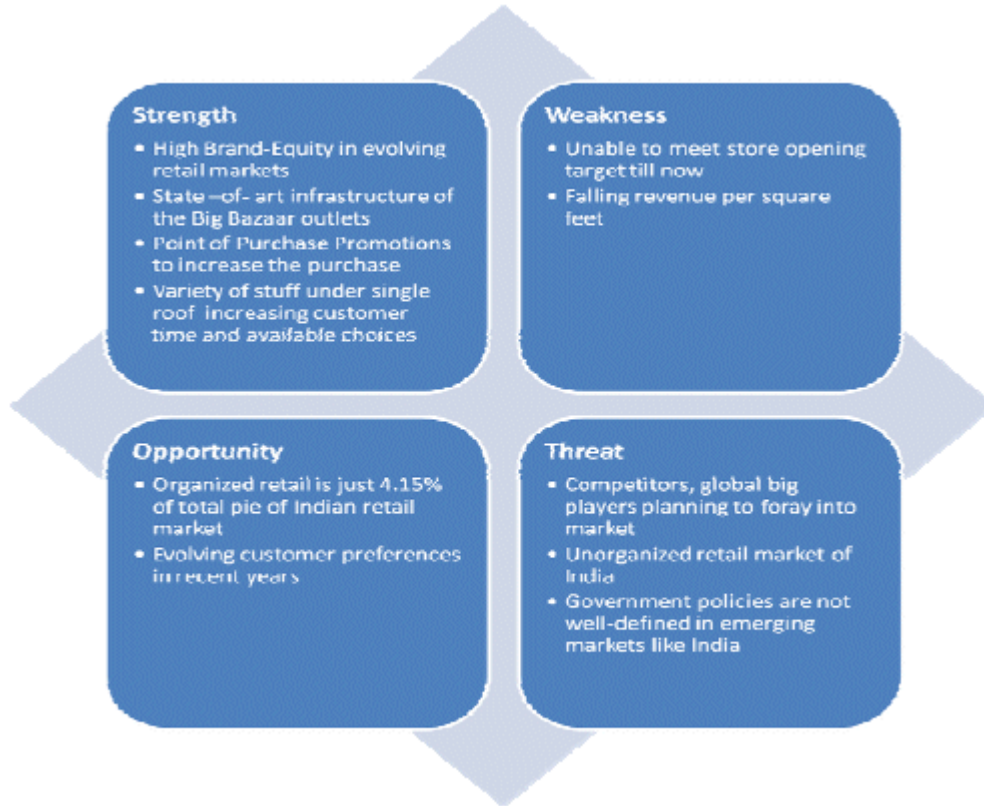 Strength
• High Brand-Equity in evolving
retail markets
• State –of- art infrastructure of
the Big Bazaar outlets
• Point of Purchase Promotions
to increase the purchase
• Variety of stuff under single
roof increasing customer
time and available choices
Weakness
• Unable to meet store opening
target till now
• Falling revenue per square
feet
Opportunity
• Organized retail is just 4.15%
of total pie of Indian retail
market
• Evolving customer preferences
in recent years
Threat
• Competitors, global big
players planning to foray into
market
• Unorganized retail market of
India
• Government policies are not
well-defined in emerging
markets like India